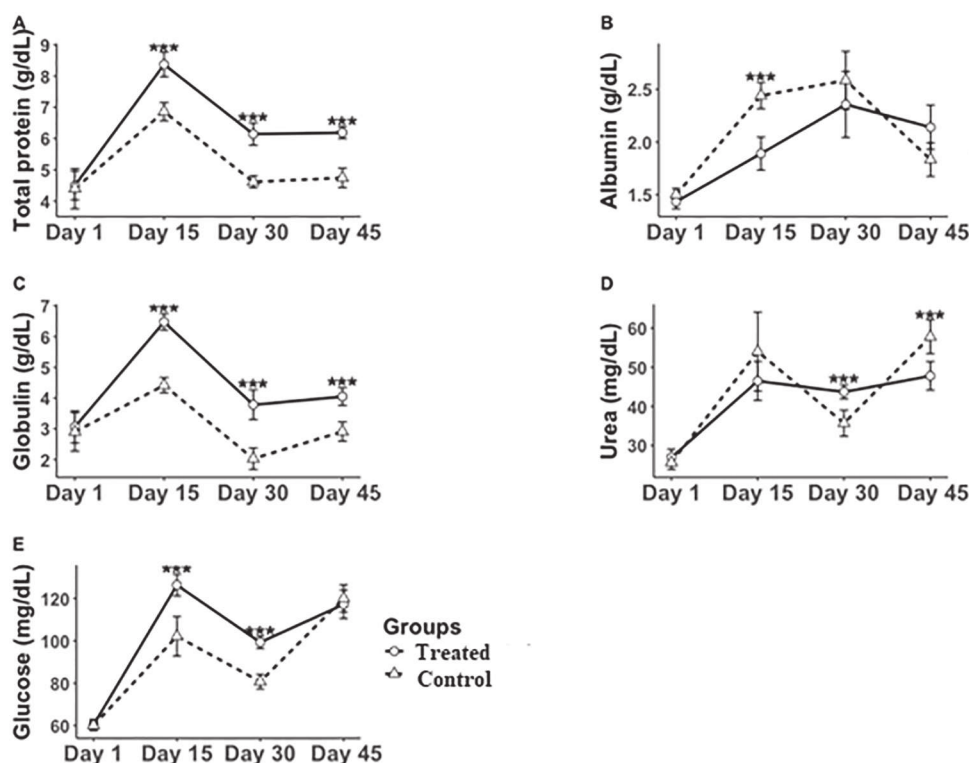 A
Total protein (g/dL)
9
8
7
6
5
4
***
***
***
Day 1 Day 15 Day 30 Day 45
B
Albumin (g/dL)
2.5
2.0
1.5
***
Day 1 Day 15 Day 30 Day 45
C
Globulin (g/dL)
7
6
5
4
3
2
***
***
***
Day 1 Day 15 Day 30 Day 45
D
Urea (mg/dL)
60
50
40
30
***
***
Day 1 Day 15 Day 30 Day 45
E
Glucose (mg/dL)
120
100
80
60
***
***
Day 1 Day 15 Day 30 Day 45
Groups
Treated
Control